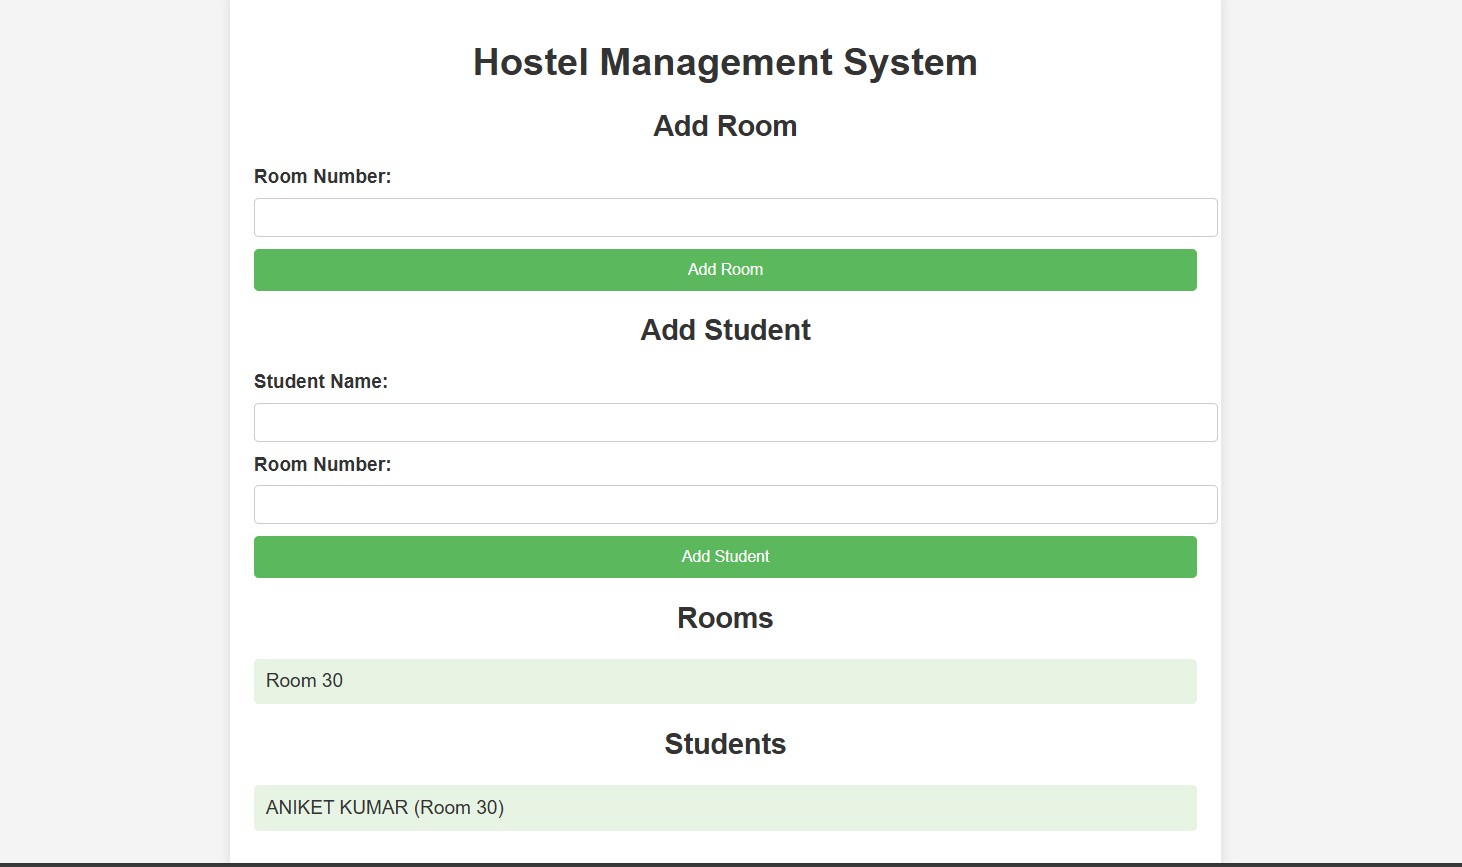 Hostel Management System
Add Room
Room Number:
Add Room
Add Student
Student Name:
Room Number:
Add Student
Rooms
Room 30
Students
ANIKET KUMAR (Room 30)